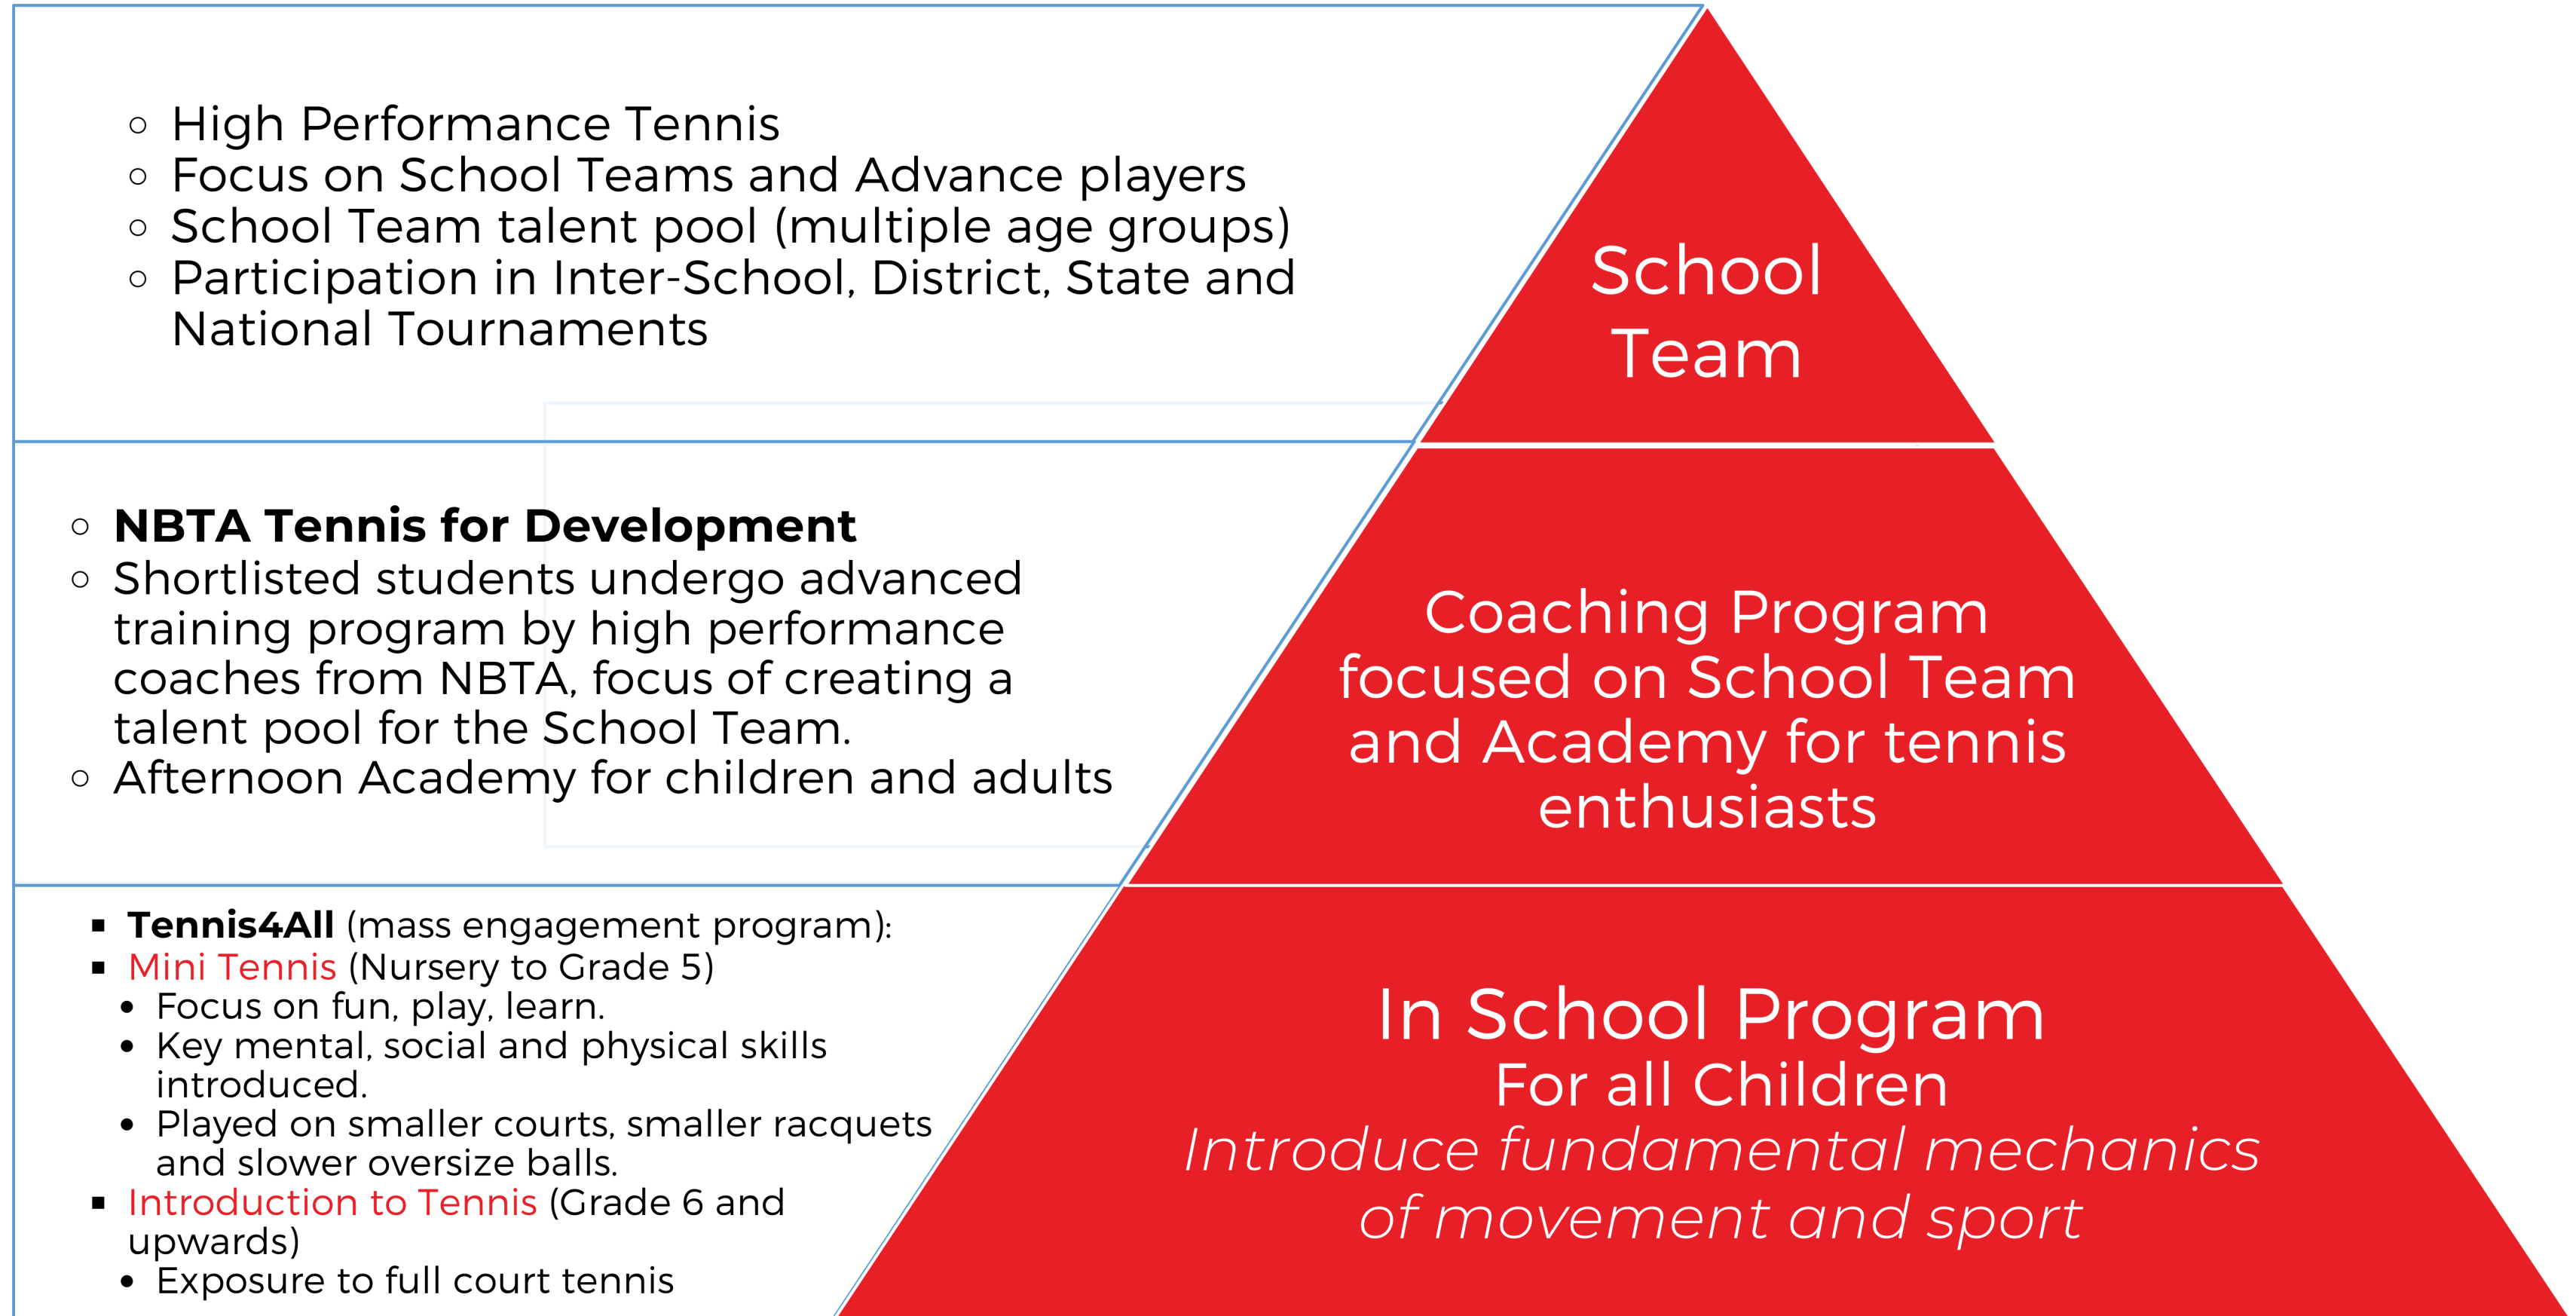 High Performance Tennis
Focus on School Teams and Advance players
School Team talent pool (multiple age groups)
Participation in Inter-School, District, State and
National Tournaments
School
Team
NBTA Tennis for Development
Shortlisted students undergo advanced
training program by high performance
coaches from NBTA, focus of creating a
talent pool for the School Team.
Afternoon Academy for children and adults
Coaching Program
focused on School Team
and Academy for tennis
enthusiasts
Tennis4All (mass engagement program):
Mini Tennis (Nursery to Grade 5)
Focus on fun, play, learn.
Key mental, social and physical skills
introduced.
Played on smaller courts, smaller racquets
and slower oversize balls.
Introduction to Tennis (Grade 6 and
upwards)
Exposure to full court tennis
In School Program
For all Children
Introduce fundamental mechanics
of movement and sport